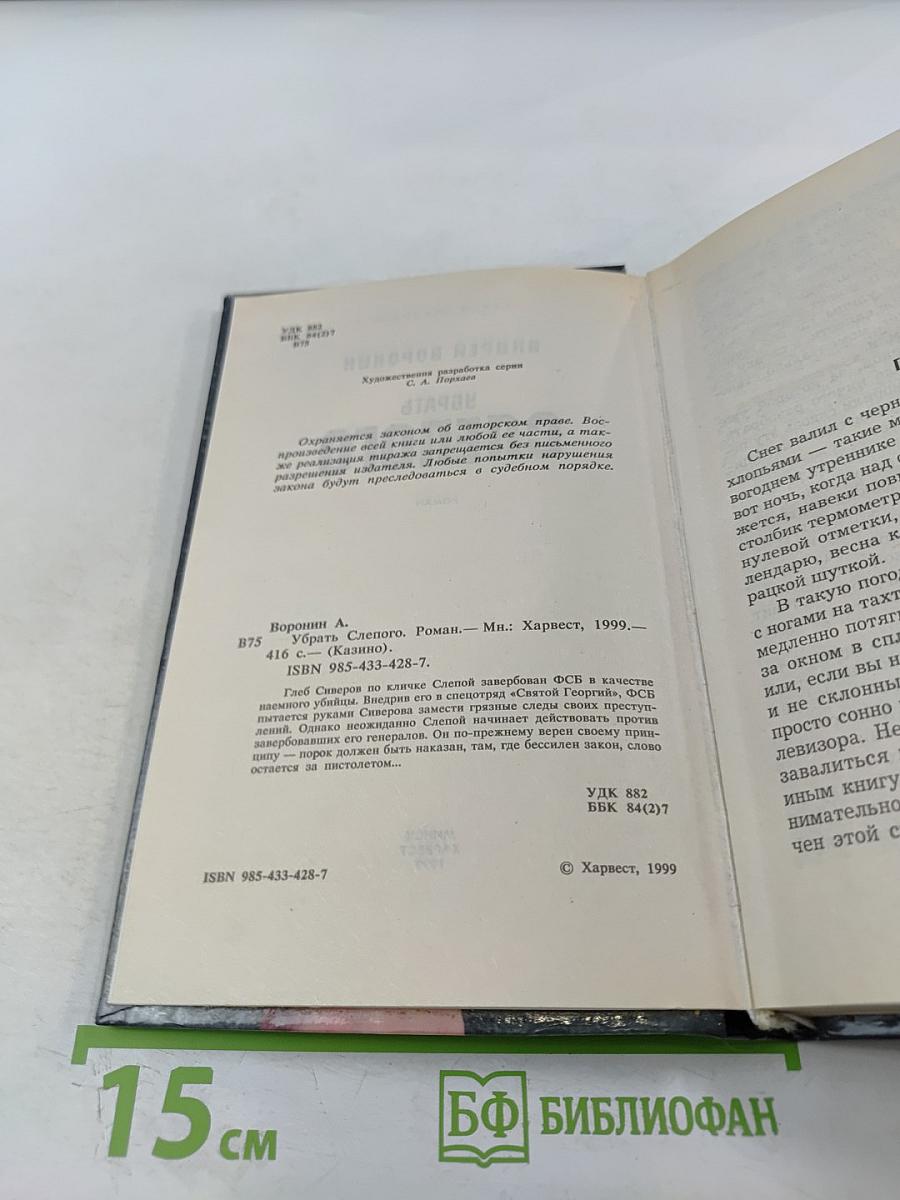 УДК 882
ББК 84(2)7
В75
Художественная разработка серии
С. А. Порхаев
Охраняется законом об авторском праве. Вос-
произведение всей книги или любой ее части, а так-
же реализация тиража запрещается без письменного
разрешения издателя. Любые попытки нарушения
закона будут преследоваться в судебном порядке.
Воронин А.
В75 Убрать Слепого. Роман.— Мн.: Харвест, 1999.—
416 с.— (Казино).
ISBN 985-433-428-7.
Глеб Сиверов по кличке Слепой завербован ФСБ в качестве
наемного убийцы. Внедрив его в спецотряд «Святой Георгий», ФСБ
пытается руками Сиверова замести грязные следы своих преступ-
лений. Однако неожиданно Слепой начинает действовать против
завербовавших его генералов. Он по-прежнему верен своему прин-
ципу — порок должен быть наказан, там, где бессилен закон, слово
остается за пистолетом...
УДК 882
ББК 84(2)7
ISBN 985-433-428-7
© Харвест, 1999
Снег валил с черн
хлопьями — такие м
вогоднем утреннике
вот ночь, когда над
жется, навеки пов
столбик термометр
нулевой отметки,
лендарю, весна к
рацкой шуткой.
В такую погод
с ногами на тахт
медленно потяг
за окном в спл
или, если вы н
и не склонны
просто сонно
левизора. Не
завалиться
иным книгу
нимательно
чен этой с
15 см
БФ БИБЛИОФАН